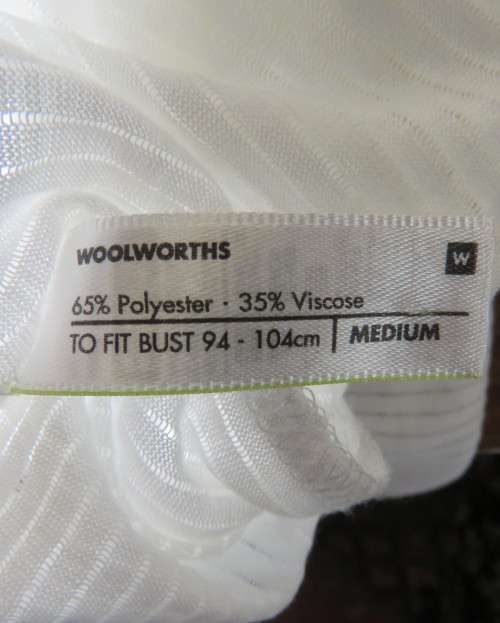 WOOLWORTHS
W
65% Polyester · 35% Viscose
TO FIT BUST 94 - 104cm | MEDIUM